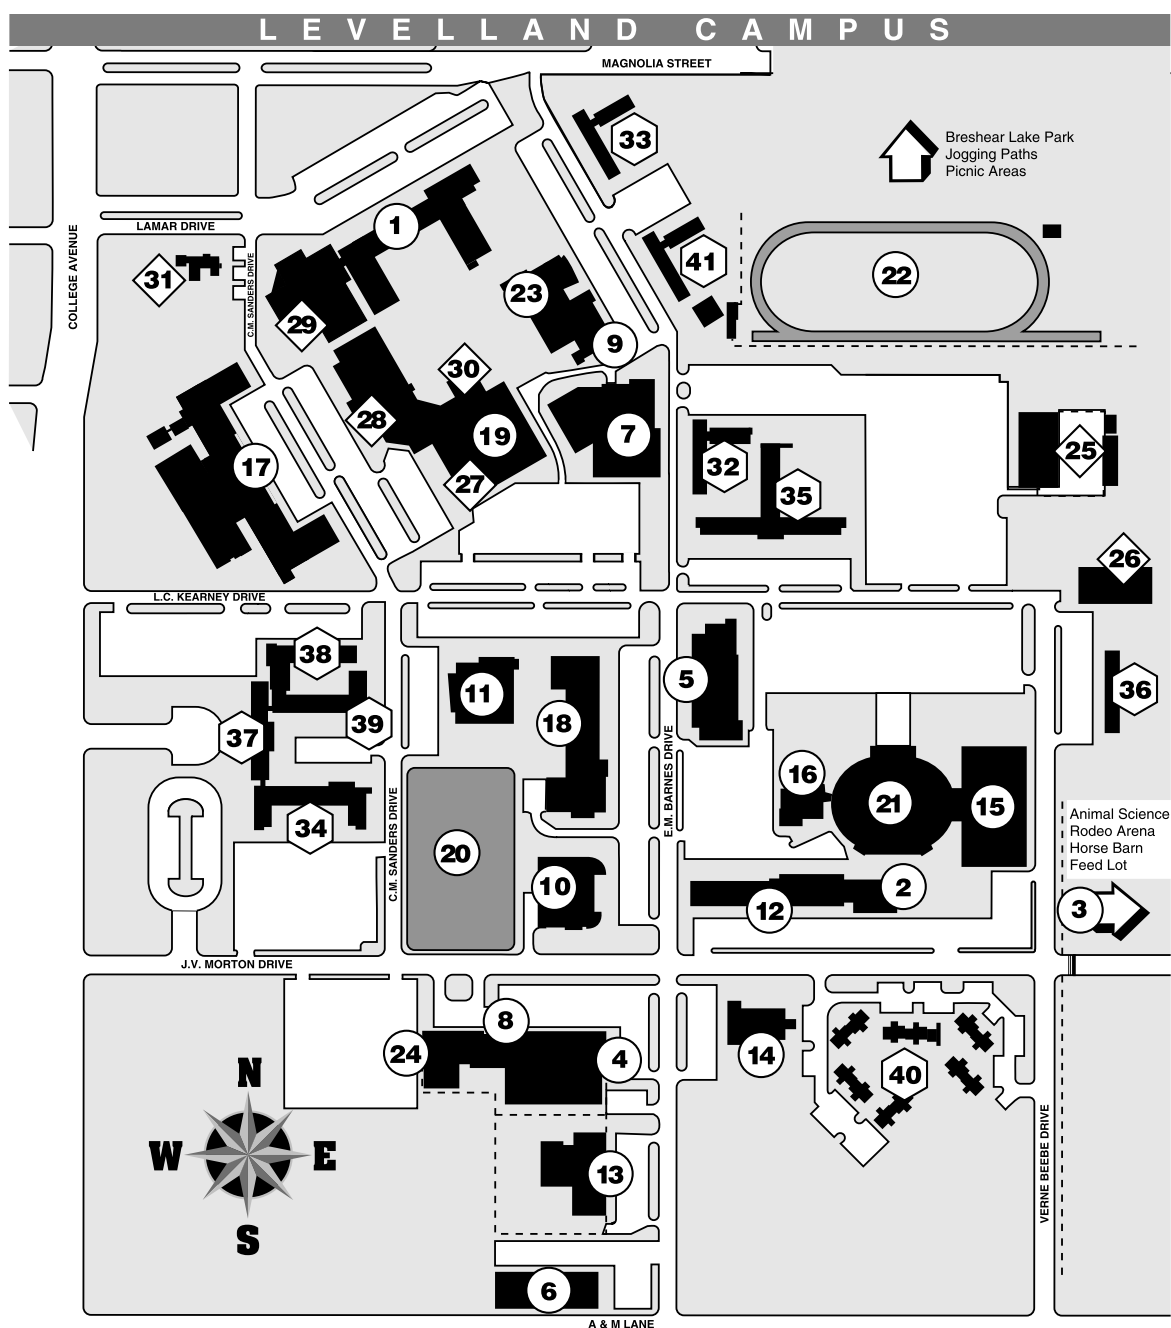 LEVELLAND CAMPUS
MAGNOLIA STREET
33
Breshear Lake Park
Jogging Paths
Picnic Areas
1
LAMAR DRIVE
COLLEGE AVENUE
C.M. SANDERS DRIVE
31
41
22
23
29
9
30
28
19
7
17
27
32
35
25
26
L.C. KEARNEY DRIVE
38
5
36
11
39
18
37
E.M. BARNES DRIVE
16
21
15
34
C.M. SANDERS DRIVE
20
10
2
12
Animal Science
Rodeo Arena
Horse Barn
Feed Lot
3
J.V. MORTON DRIVE
8
24
4
14
40
N
W
E
S
13
VERNE BEEBE DRIVE
6
A & M LANE